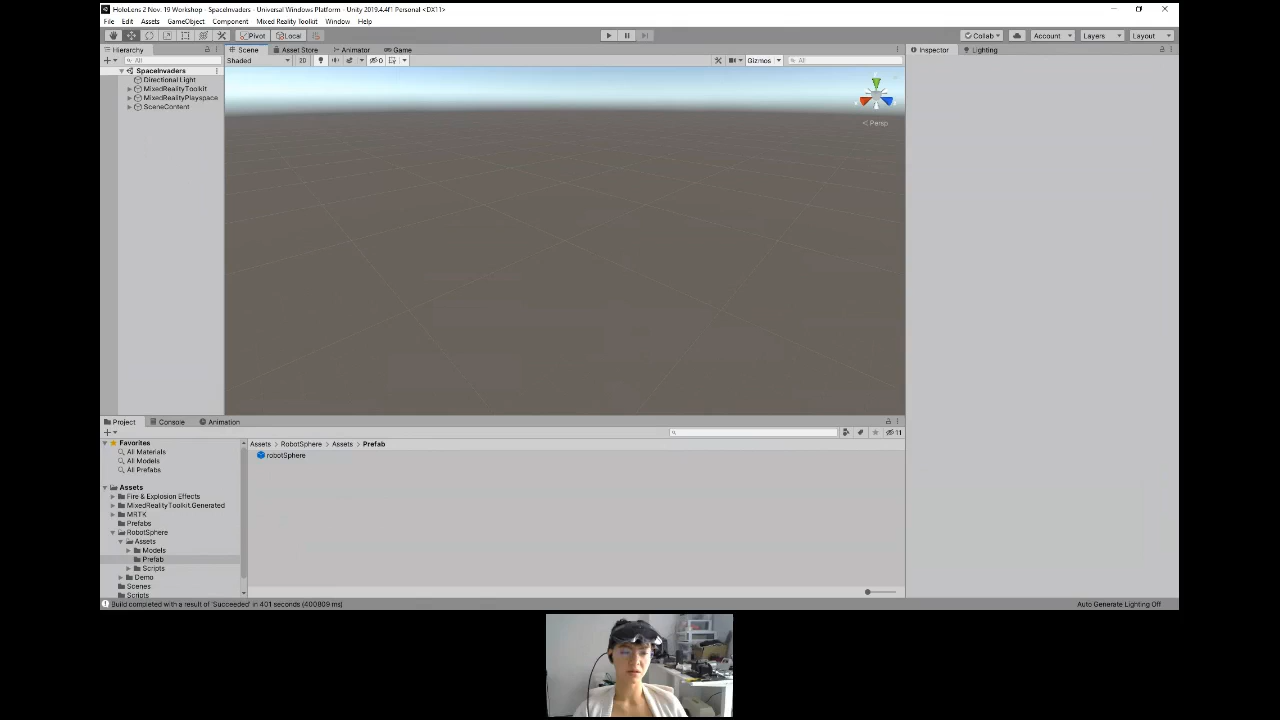 HoloLens 2 Nov. 19 Workshop - SpaceInvaders - Universal Windows Platform - Unity 2019.4.4f1 Personal <DX11>
File Edit Assets GameObject Component Mixed Reality Toolkit Window Help
Pivot Local Collab Account Layers Layout
Hierarchy Scene Asset Store Animator Game Inspector Lighting
All Shaded 2D 0 Gizmos All
SpaceInvaders
Directional Light
MixedRealityToolkit
MixedRealityPlayspace
SceneContent
< Persp
Project Console Animation
11
Favorites
All Materials
All Models
All Prefabs
Assets
Fire & Explosion Effects
MixedRealityToolkit.Generated
MRTK
Prefabs
RobotSphere
Assets
Models
Prefab
Scripts
Demo
Scenes
Scripts
Assets > RobotSphere > Assets > Prefab
robotSphere
Build completed with a result of 'Succeeded' in 401 seconds (400809 ms)
Auto Generate Lighting Off